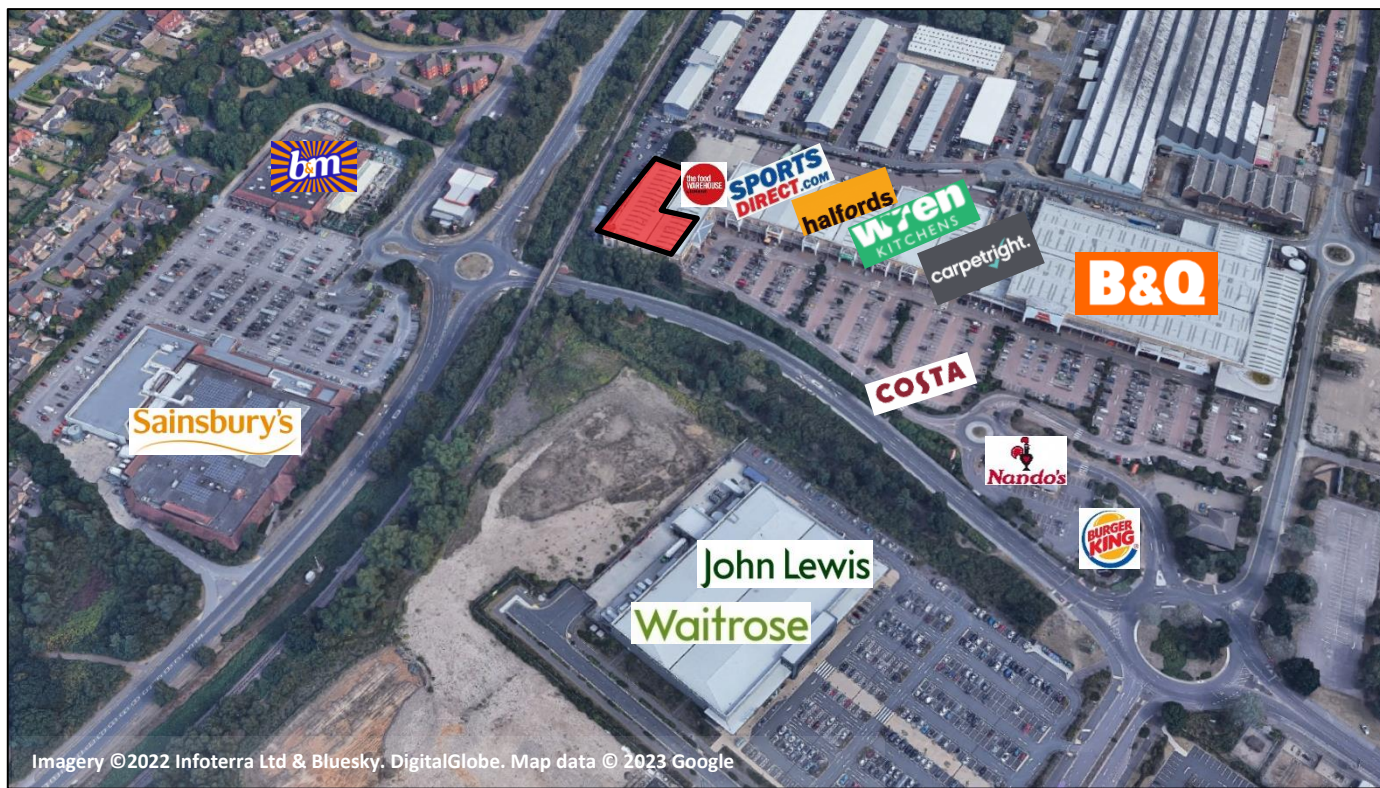 b&m
the food
WAREHOUSE
SPORTS
DIRECT.COM
halfords
wren
KITCHENS
carpetright.
B&Q
COSTA
Sainsbury's
Nando's
BURGER
KING
John Lewis
Waitrose
Imagery ©2022 Infoterra Ltd & Bluesky. DigitalGlobe. Map data © 2023 Google